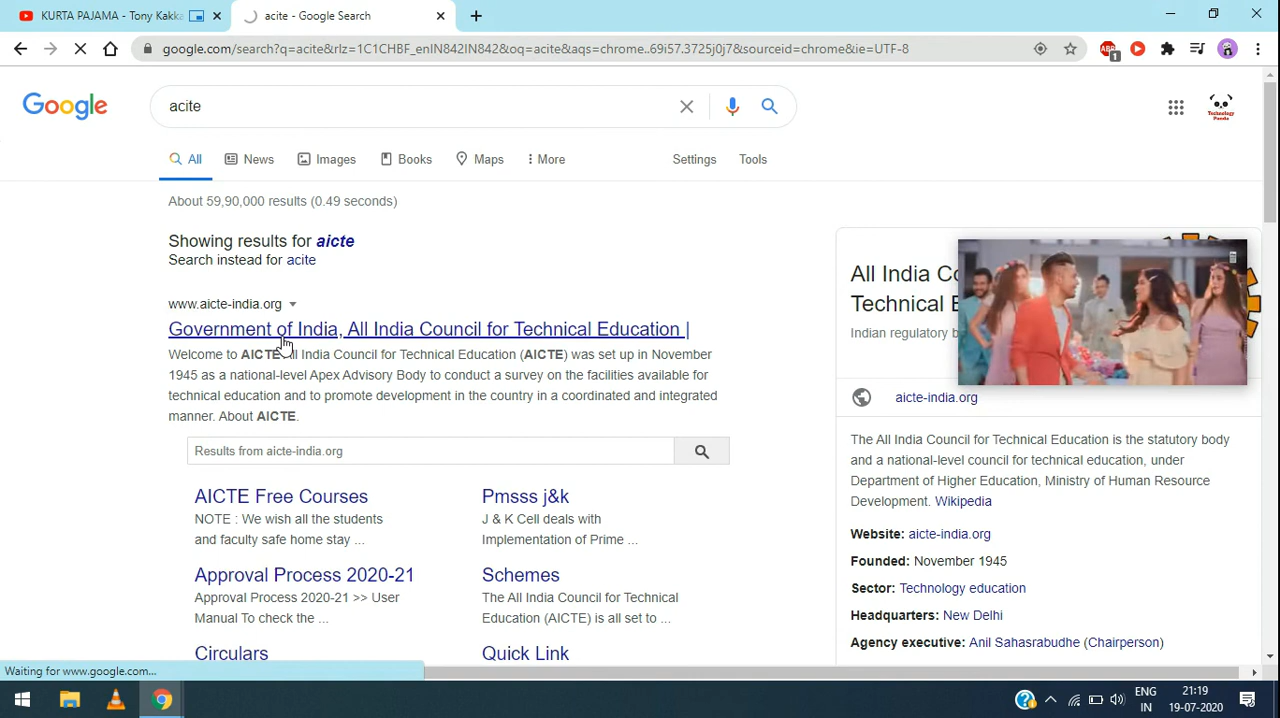 KURTA PAJAMA - Tony Kakka
acite - Google Search
google.com/search?q=acite&rlz=1C1CHBF_enIN842IN842&oq=acite&aqs=chrome..69i57.3725j0j7&sourceid=chrome&ie=UTF-8
ABP
1
Google
acite
Technology
Panda
All
News
Images
Books
Maps
More
Settings
Tools
About 59,90,000 results (0.49 seconds)
Showing results for aicte
Search instead for acite
www.aicte-india.org
Government of India, All India Council for Technical Education |
Welcome to AICTE All India Council for Technical Education (AICTE) was set up in November
1945 as a national-level Apex Advisory Body to conduct a survey on the facilities available for
technical education and to promote development in the country in a coordinated and integrated
manner. About AICTE.
Results from aicte-india.org
AICTE Free Courses
NOTE : We wish all the students
and faculty safe home stay ...
Pmsss j&k
J & K Cell deals with
Implementation of Prime ...
Approval Process 2020-21
Approval Process 2020-21 >> User
Manual To check the ...
Schemes
The All India Council for Technical
Education (AICTE) is all set to ...
Circulars
Quick Link
All India Co
Technical E
Indian regulatory b
aicte-india.org
The All India Council for Technical Education is the statutory body
and a national-level council for technical education, under
Department of Higher Education, Ministry of Human Resource
Development. Wikipedia
Website: aicte-india.org
Founded: November 1945
Sector: Technology education
Headquarters: New Delhi
Agency executive: Anil Sahasrabudhe (Chairperson)
Waiting for www.google.com...
ENG
IN
21:19
19-07-2020